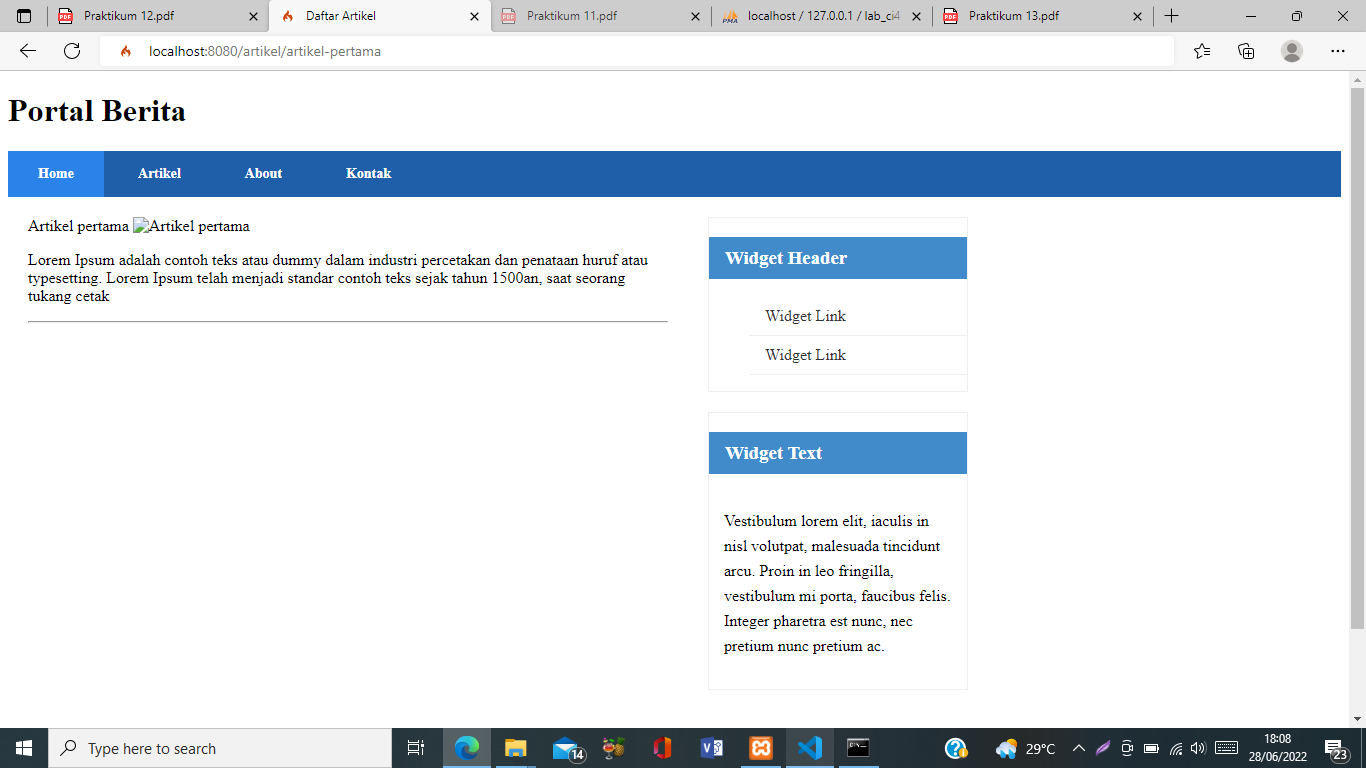 Praktikum 12.pdf
Daftar Artikel
Praktikum 11.pdf
localhost / 127.0.0.1 / lab_ci4
Praktikum 13.pdf
localhost:8080/artikel/artikel-pertama
Portal Berita
Home Artikel About Kontak
Artikel pertama Artikel pertama
Lorem Ipsum adalah contoh teks atau dummy dalam industri percetakan dan penataan huruf atau
typesetting. Lorem Ipsum telah menjadi standar contoh teks sejak tahun 1500an, saat seorang
tukang cetak
Widget Header
Widget Link
Widget Link
Widget Text
Vestibulum lorem elit, iaculis in
nisl volutpat, malesuada tincidunt
arcu. Proin in leo fringilla,
vestibulum mi porta, faucibus felis.
Integer pharetra est nunc, nec
pretium nunc pretium ac.
Type here to search
14
29°C
18:08
28/06/2022
23